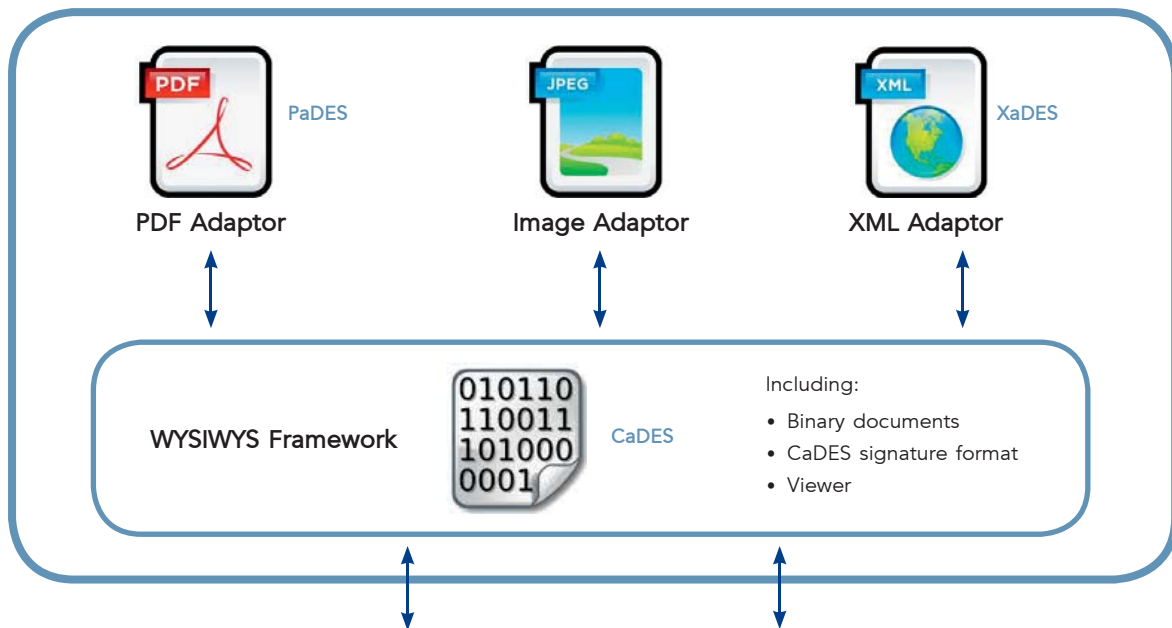 PDF
PaDES
JPEG
XML
XaDES
PDF Adaptor
Image Adaptor
XML Adaptor
WYSIWYS Framework
010110
110011
101000
0001
CaDES
Including:
• Binary documents
• CaDES signature format
• Viewer